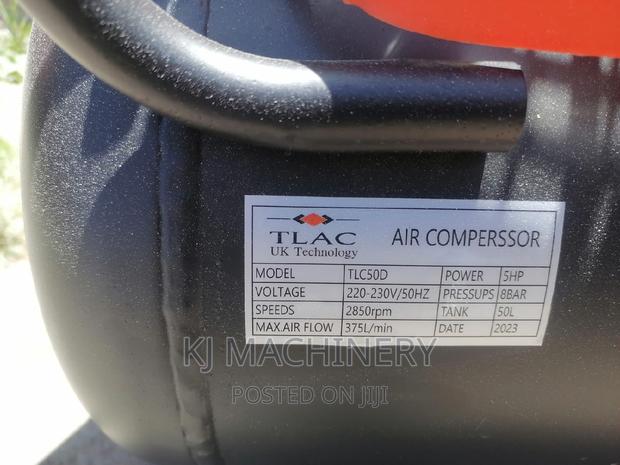 TLAC
UK Technology
AIR COMPERSSOR
MODEL TLC50D POWER 5HP
VOLTAGE 220-230V/50HZ PRESSUPS 8BAR
SPEEDS 2850rpm TANK 50L
MAX.AIR FLOW 375L/min DATE 2023
KJ MACHINERY
POSTED ON JIJI